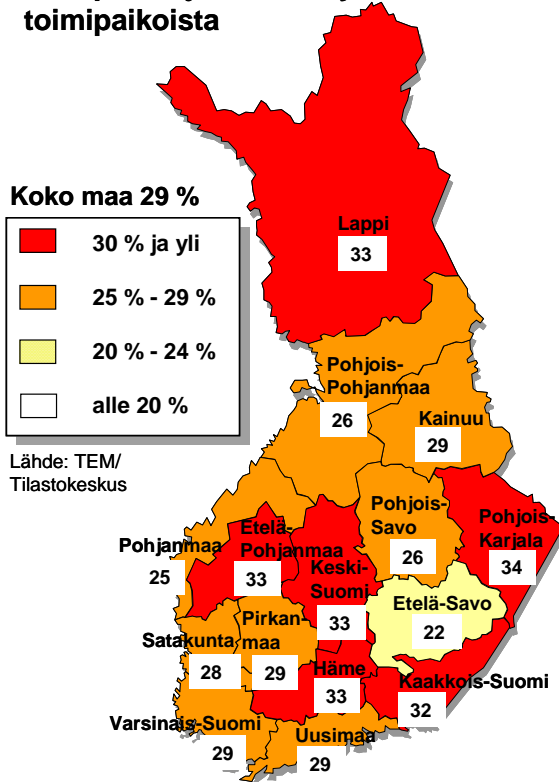 toimipaikoista
Koko maa 29 %
30 % ja yli
25 % - 29 %
20 % - 24 %
alle 20 %
Lähde: TEM/
Tilastokeskus
Lappi
33
Pohjois-
Pohjanmaa
26
Kainuu
29
Pohjois-
Savo
26
Pohjois-
Karjala
34
Pohjanmaa
25
Etelä-
Pohjanmaa
33
Keski-
Suomi
33
Etelä-Savo
22
Satakunta
28
Pirkan-
maa
29
Häme
33
Kaakkois-Suomi
32
Varsinais-Suomi
29
Uusimaa
29